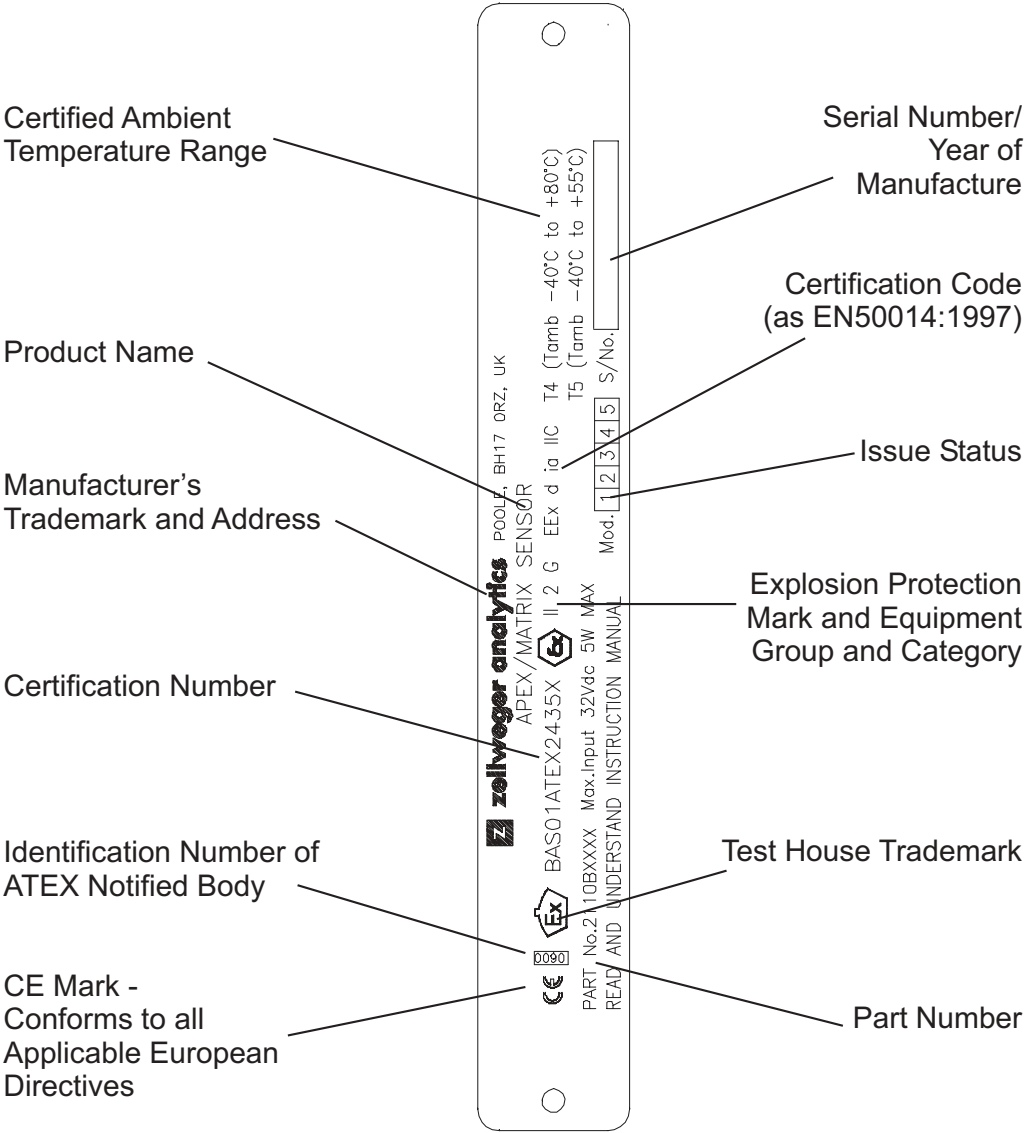 Certified Ambient
Temperature Range
Product Name
Manufacturer's
Trademark and Address
Certification Number
Identification Number of
ATEX Notified Body
CE Mark -
Conforms to all
Applicable European
Directives
Z zellweger analytics POOLE, BH17 0RZ, UK
APEX/MATRIX SENSOR
CE 0090 Ex BAS01ATEX2435X Ex II 2 G EEx d ia IIC T4 (Tamb -40°C to +80°C)
T5 (Tamb -40°C to +55°C)
PART No.2110BXXXX Max.Input 32Vdc 5W MAX
READ AND UNDERSTAND INSTRUCTION MANUAL
Mod. 1 2 3 4 5 S/No.
Serial Number/
Year of
Manufacture
Certification Code
(as EN50014:1997)
Issue Status
Explosion Protection
Mark and Equipment
Group and Category
Test House Trademark
Part Number